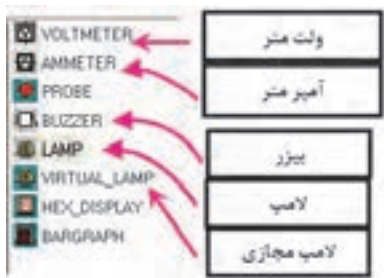 VOLTMETER
AMMETER
PROBE
BUZZER
LAMP
VIRTUAL_LAMP
HEX_DISPLAY
BARGRAPH
ولت متر
آمپر متر
بیزر
لامپ
لامپ مجازی